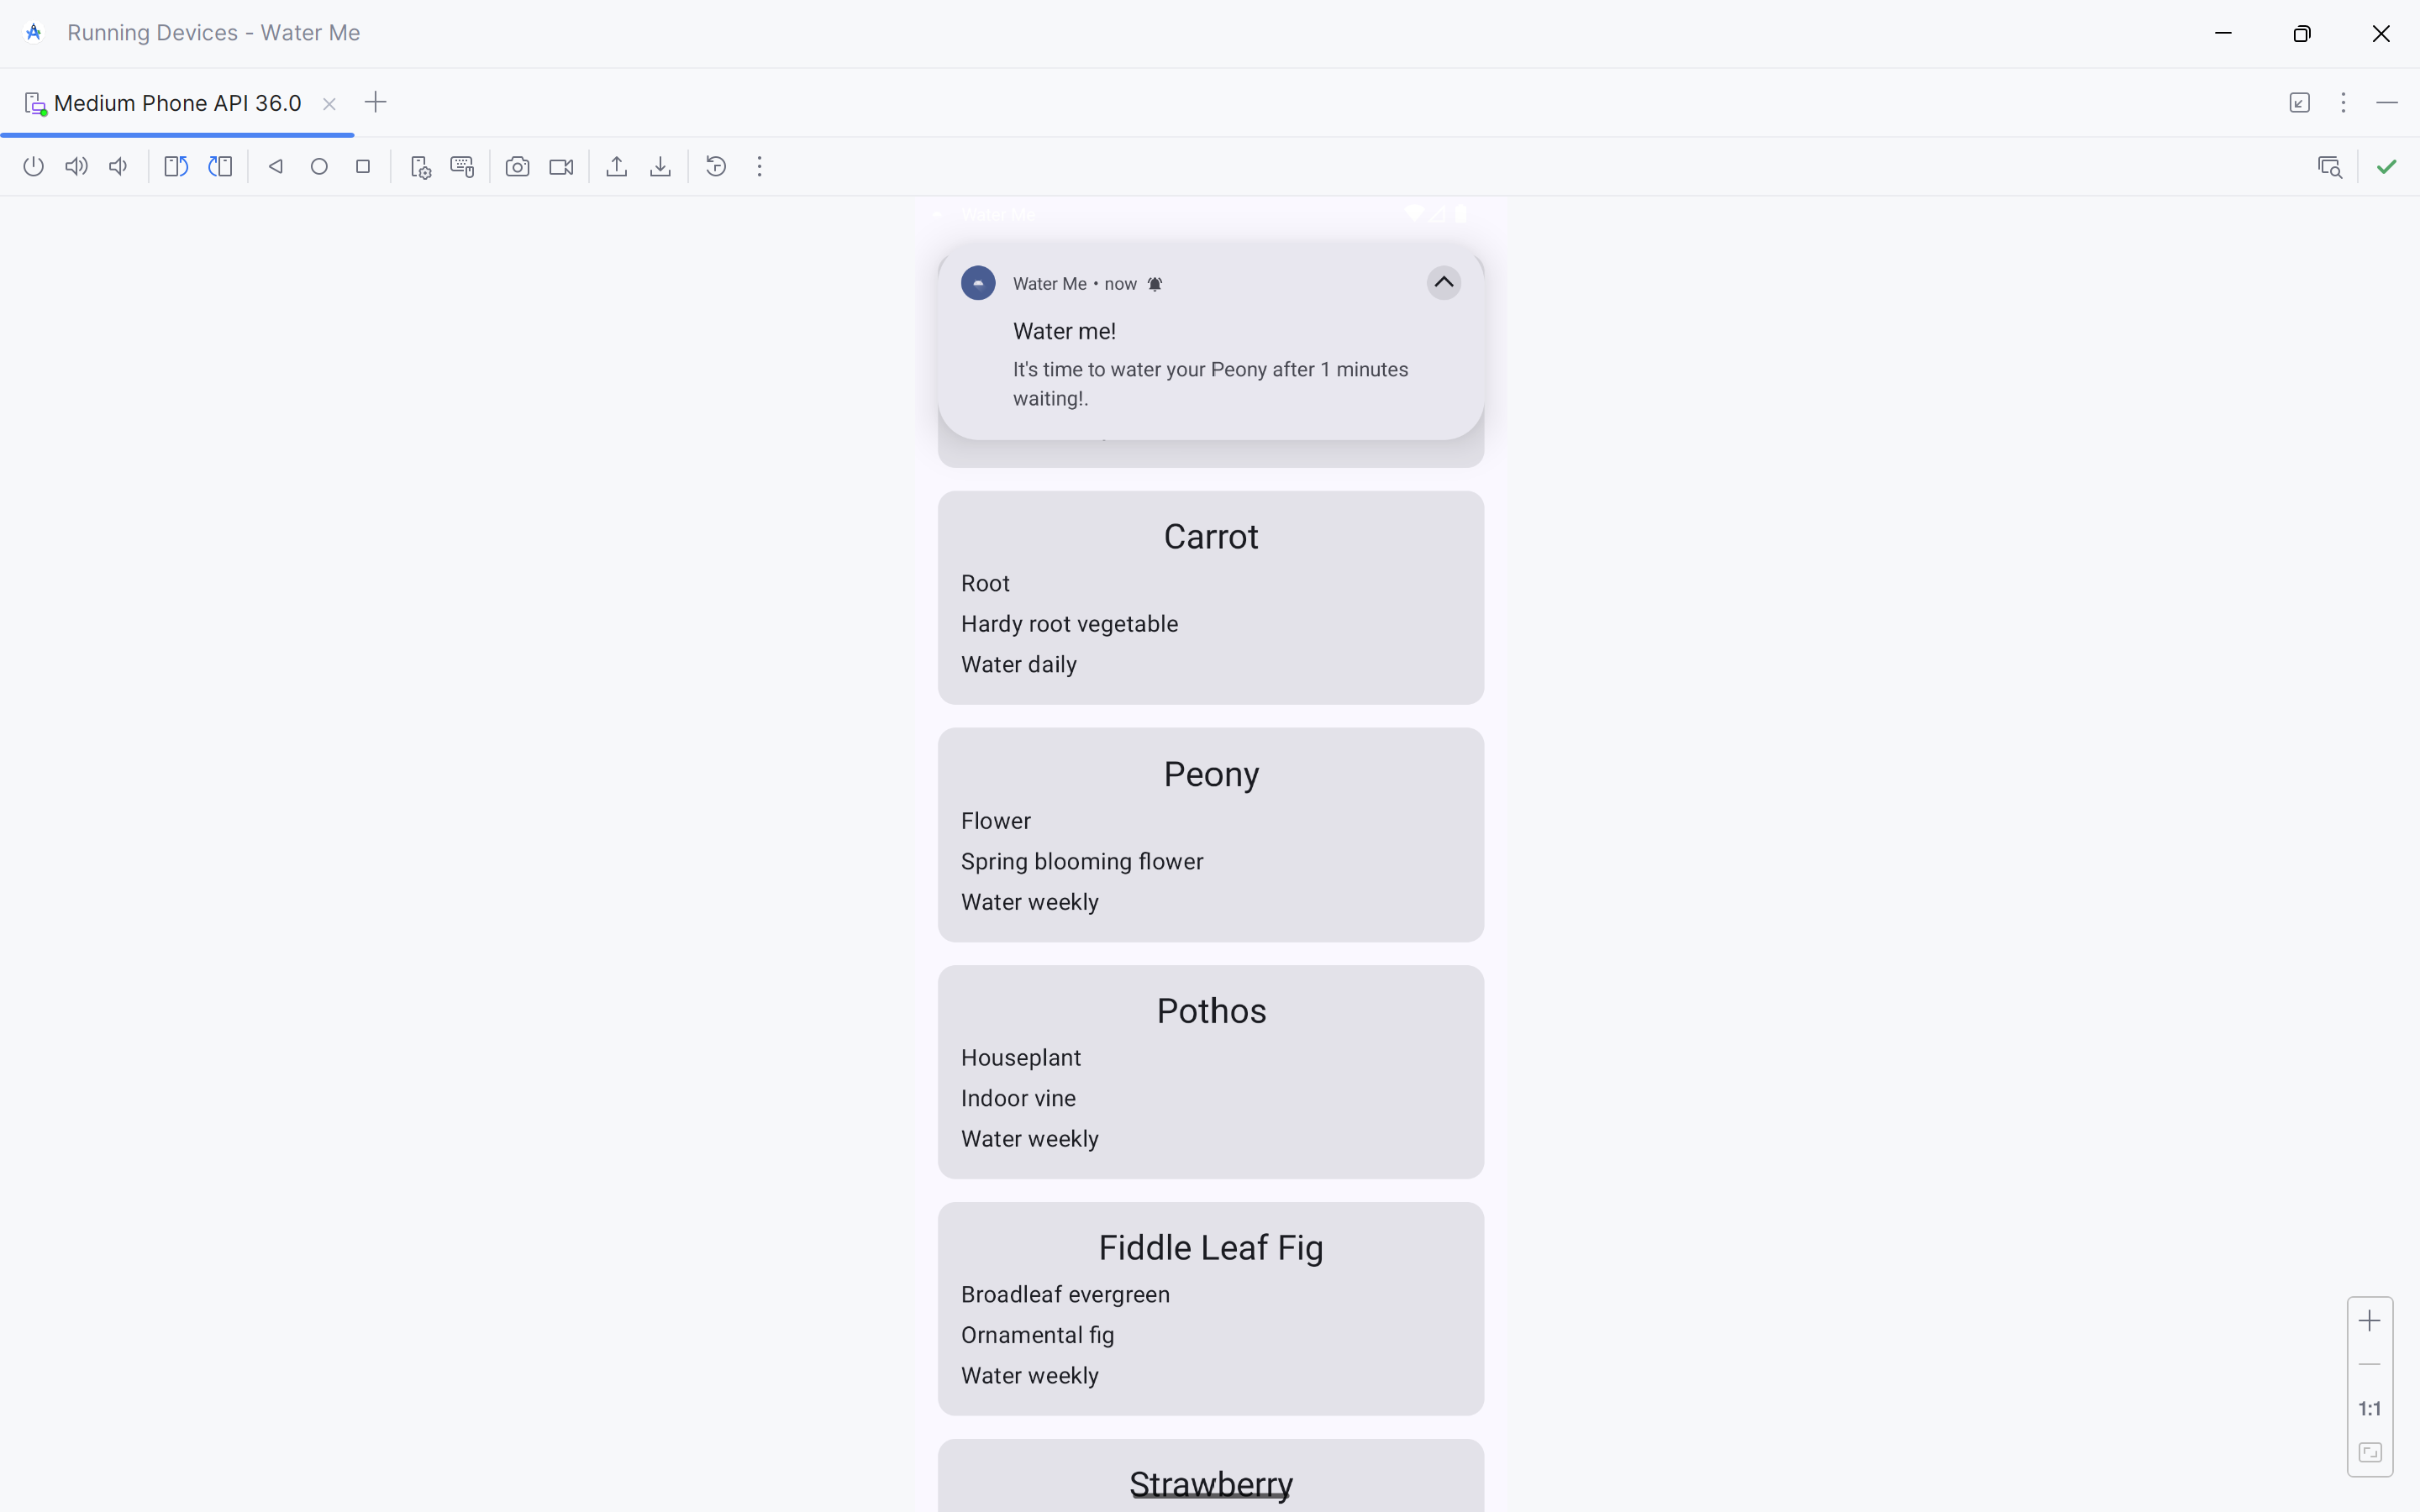 Running Devices - Water Me
Medium Phone API 36.0
Water Me
Water Me • now
Water me!
It's time to water your Peony after 1 minutes
waiting!.
Carrot
Root
Hardy root vegetable
Water daily
Peony
Flower
Spring blooming flower
Water weekly
Pothos
Houseplant
Indoor vine
Water weekly
Fiddle Leaf Fig
Broadleaf evergreen
Ornamental fig
Water weekly
Strawberry
1:1